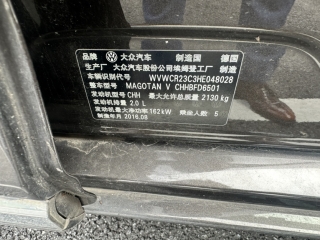 品牌 大众汽车 制造国 德国
生产厂 大众汽车股份公司埃姆登工厂 制造
车辆识别代号 WVWCR23C3HE048028
整车型号 MAGOTAN V CHHBFD6501
发动机型号 CHH 最大允许总质量 2130 kg
发动机排量 2.0 L
发动机最大净功率 162kW 乘坐人数 5
制造年月 2016.08